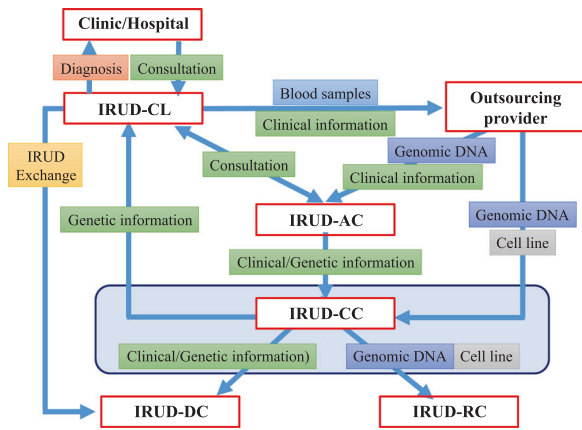 Clinic/Hospital
Diagnosis
Consultation
IRUD-CL
Blood samples
Clinical information
Outsourcing
provider
IRUD
Exchange
Consultation
Genomic DNA
Clinical information
Genetic information
IRUD-AC
Genomic DNA
Cell line
Clinical/Genetic information
IRUD-CC
Clinical/Genetic information)
Genomic DNA
Cell line
IRUD-DC
IRUD-RC